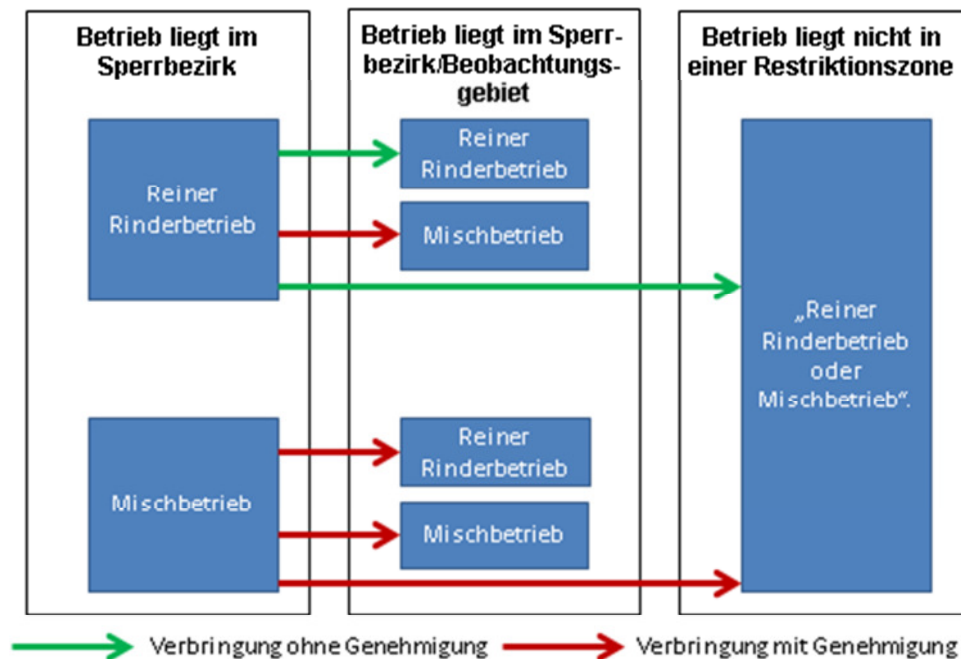 Betrieb liegt im
Sperrbezirk
Reiner
Rinderbetrieb
Mischbetrieb
Betrieb liegt im Sperr-
bezirk/Beobachtungs-
gebiet
Reiner
Rinderbetrieb
Mischbetrieb
Reiner
Rinderbetrieb
Mischbetrieb
Betrieb liegt nicht in
einer Restriktionszone
„Reiner
Rinderbetrieb
oder
Mischbetrieb“.
Verbringung ohne Genehmigung
Verbringung mit Genehmigung